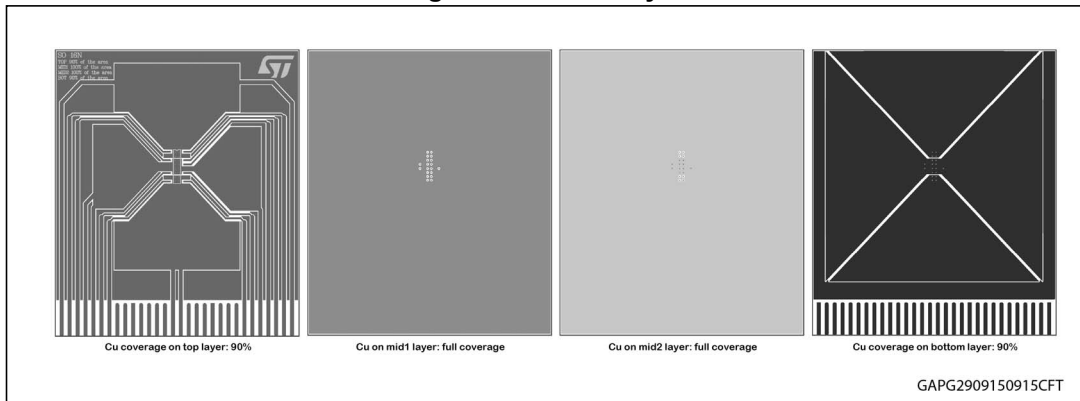 SO 16N
TOP 90% of the area
MID1 100% of the area
MID2 100% of the area
BOT 90% of the area
ST
Cu coverage on top layer: 90%
Cu on mid1 layer: full coverage
Cu on mid2 layer: full coverage
Cu coverage on bottom layer: 90%
GAPG2909150915CFT